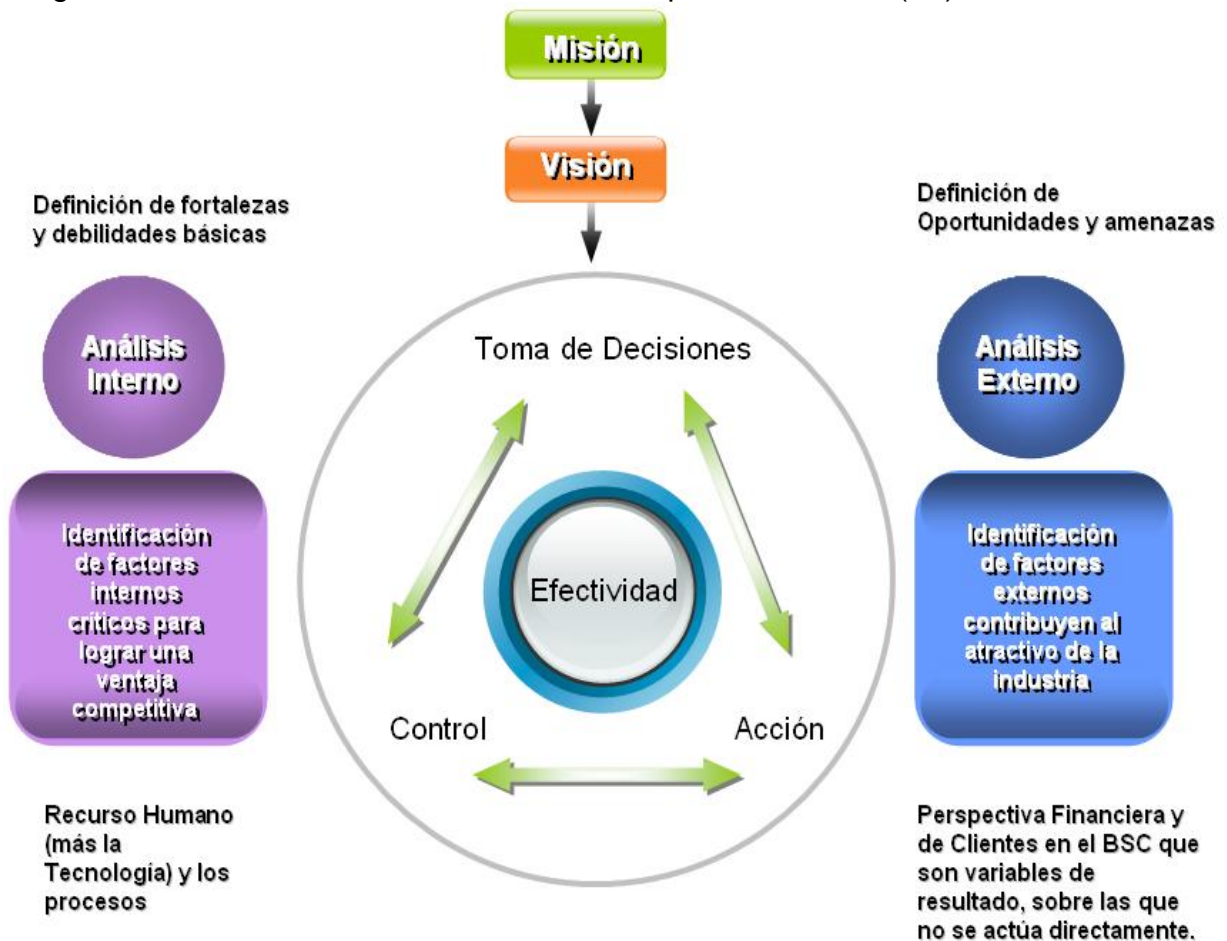 Misión
Visión
Definición de fortalezas
y debilidades básicas
Análisis
Interno
Identificación
de factores
internos
críticos para
lograr una
ventaja
competitiva
Recurso Humano
(más la
Tecnología) y los
procesos
Toma de Decisiones
Efectividad
Control
Acción
Definición de
Oportunidades y amenazas
Análisis
Externo
Identificación
de factores
externos
contribuyen al
atractivo de la
industria
Perspectiva Financiera y
de Clientes en el BSC que
son variables de
resultado, sobre las que
no se actúa directamente.